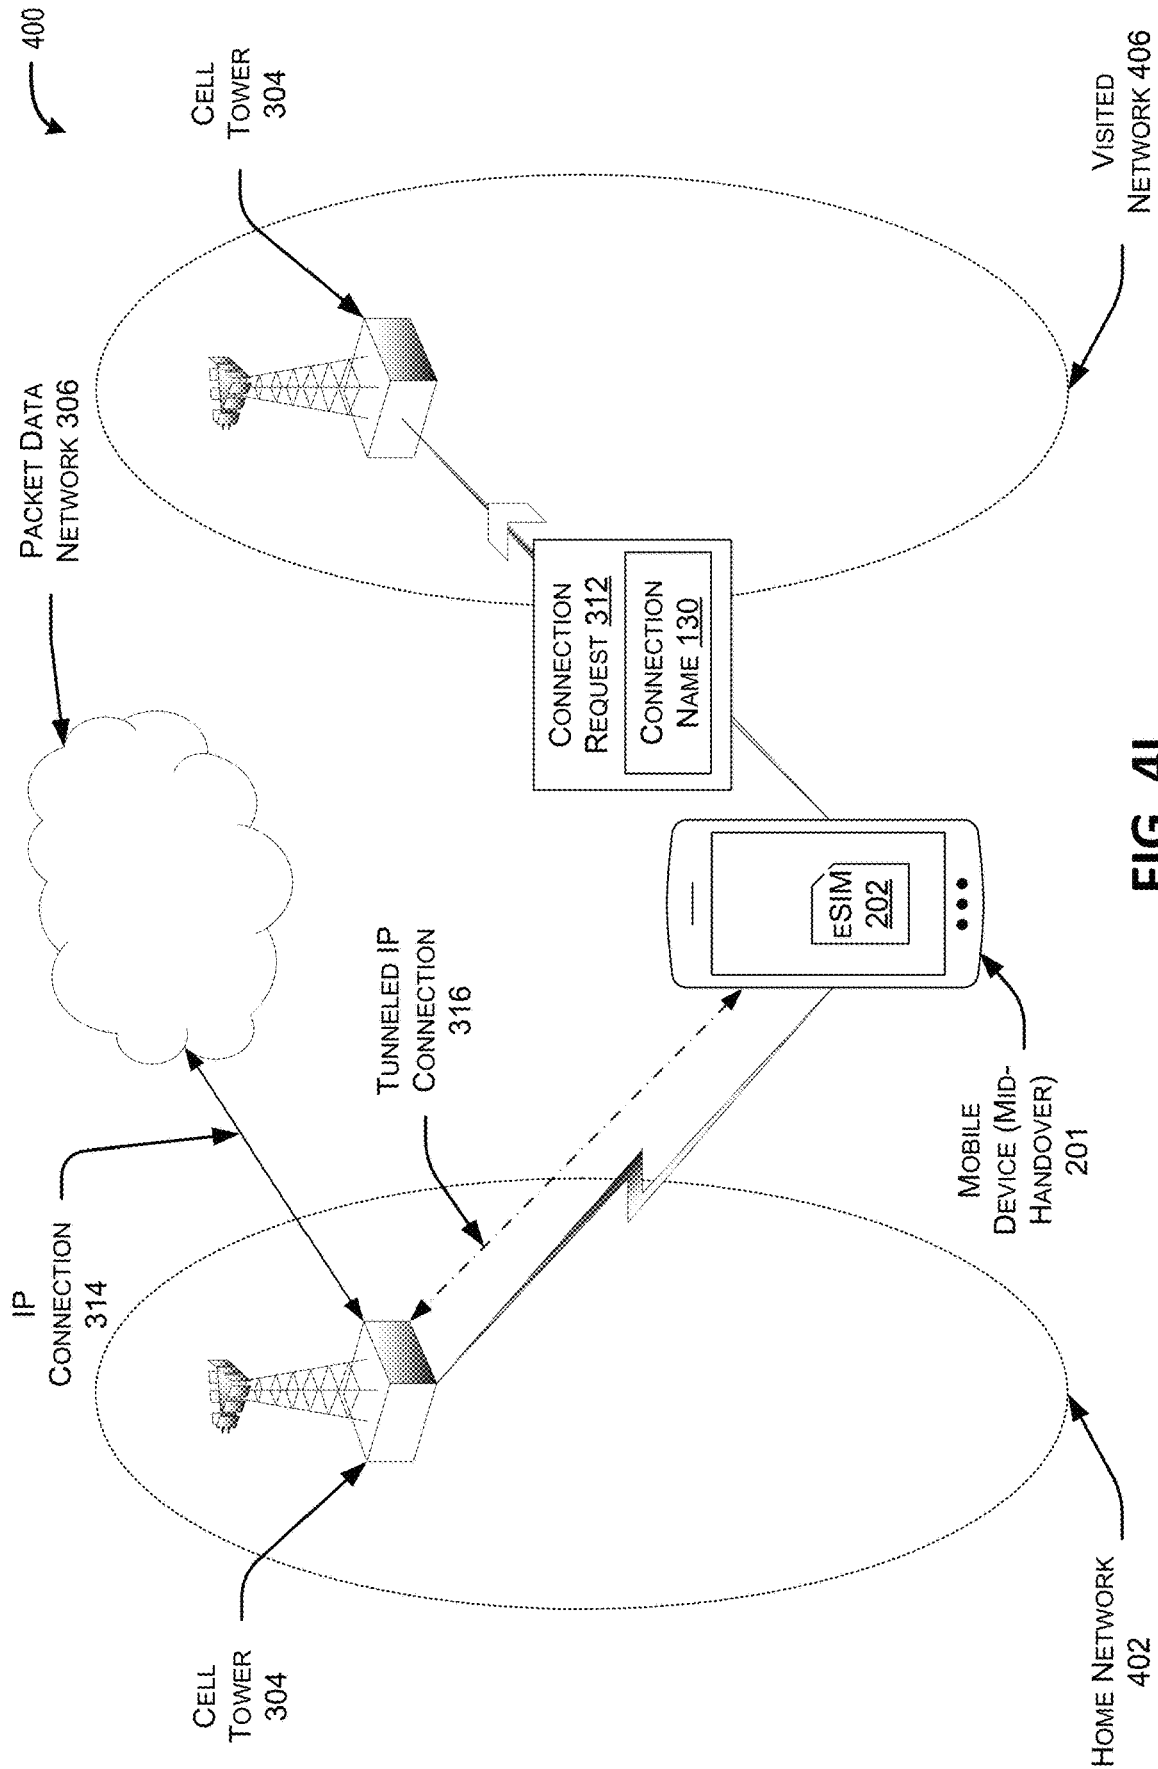 400
PACKET DATA
NETWORK 306
CELL
TOWER
304
IP
CONNECTION
314
TUNNELED IP
CONNECTION
316
CELL
TOWER
304
CONNECTION
REQUEST 312
CONNECTION
NAME 130
eSIM
202
MOBILE
DEVICE (MID-
HANDOVER)
201
HOME NETWORK
402
VISITED
NETWORK 406